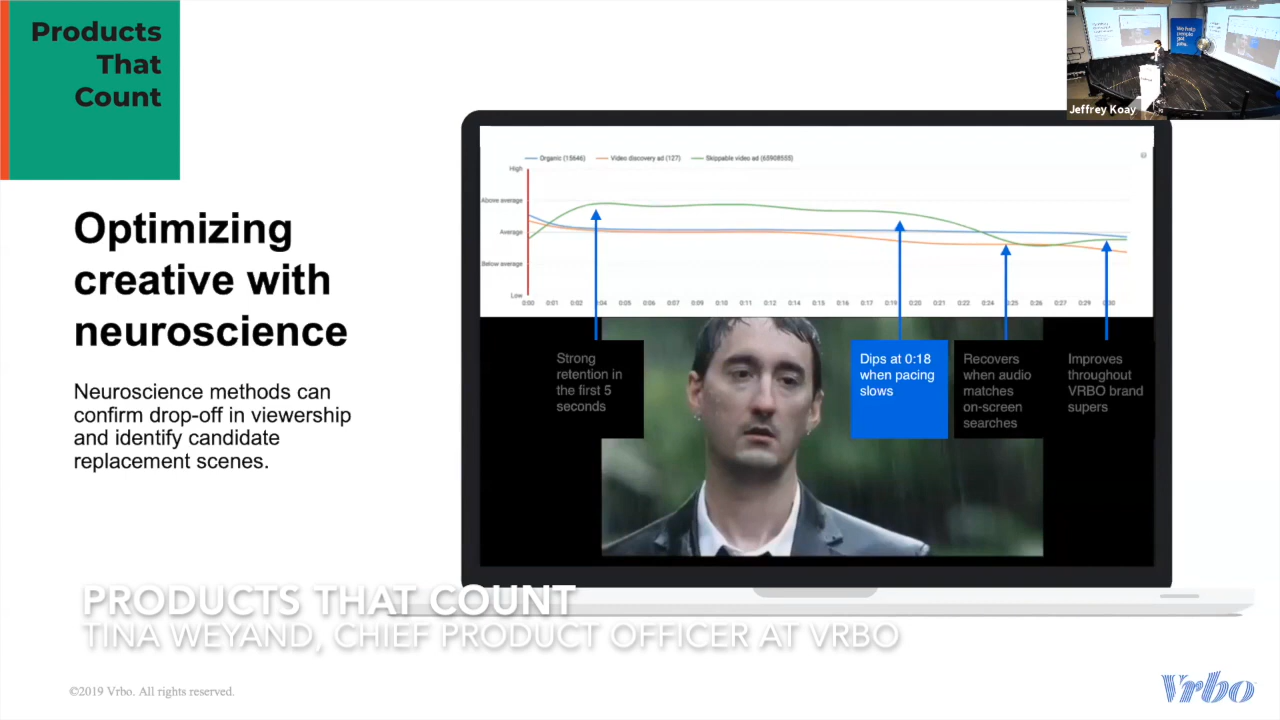 Products
That
Count
Jeffrey Koay
We help
people
get
jobs.
Optimizing
creative with
neuroscience
Neuroscience methods can
confirm drop-off in viewership
and identify candidate
replacement scenes.
Organic (15646)
Video discovery ad (127)
Skippable video ad (65908555)
High
Above average
Average
Below average
Low
0:00 0:01 0:02 0:04 0:05 0:06 0:07 0:09 0:10 0:11 0:12 0:14 0:15 0:16 0:17 0:19 0:20 0:21 0:22 0:24 0:25 0:26 0:27 0:29 0:30
Strong
retention in
the first 5
seconds
Dips at 0:18
when pacing
slows
Recovers
when audio
matches
on-screen
searches
Improves
throughout
VRBO brand
supers
PRODUCTS THAT COUNT
TINA WEYAND, CHIEF PRODUCT OFFICER AT VRBO
©2019 Vrbo. All rights reserved.
Vrbo